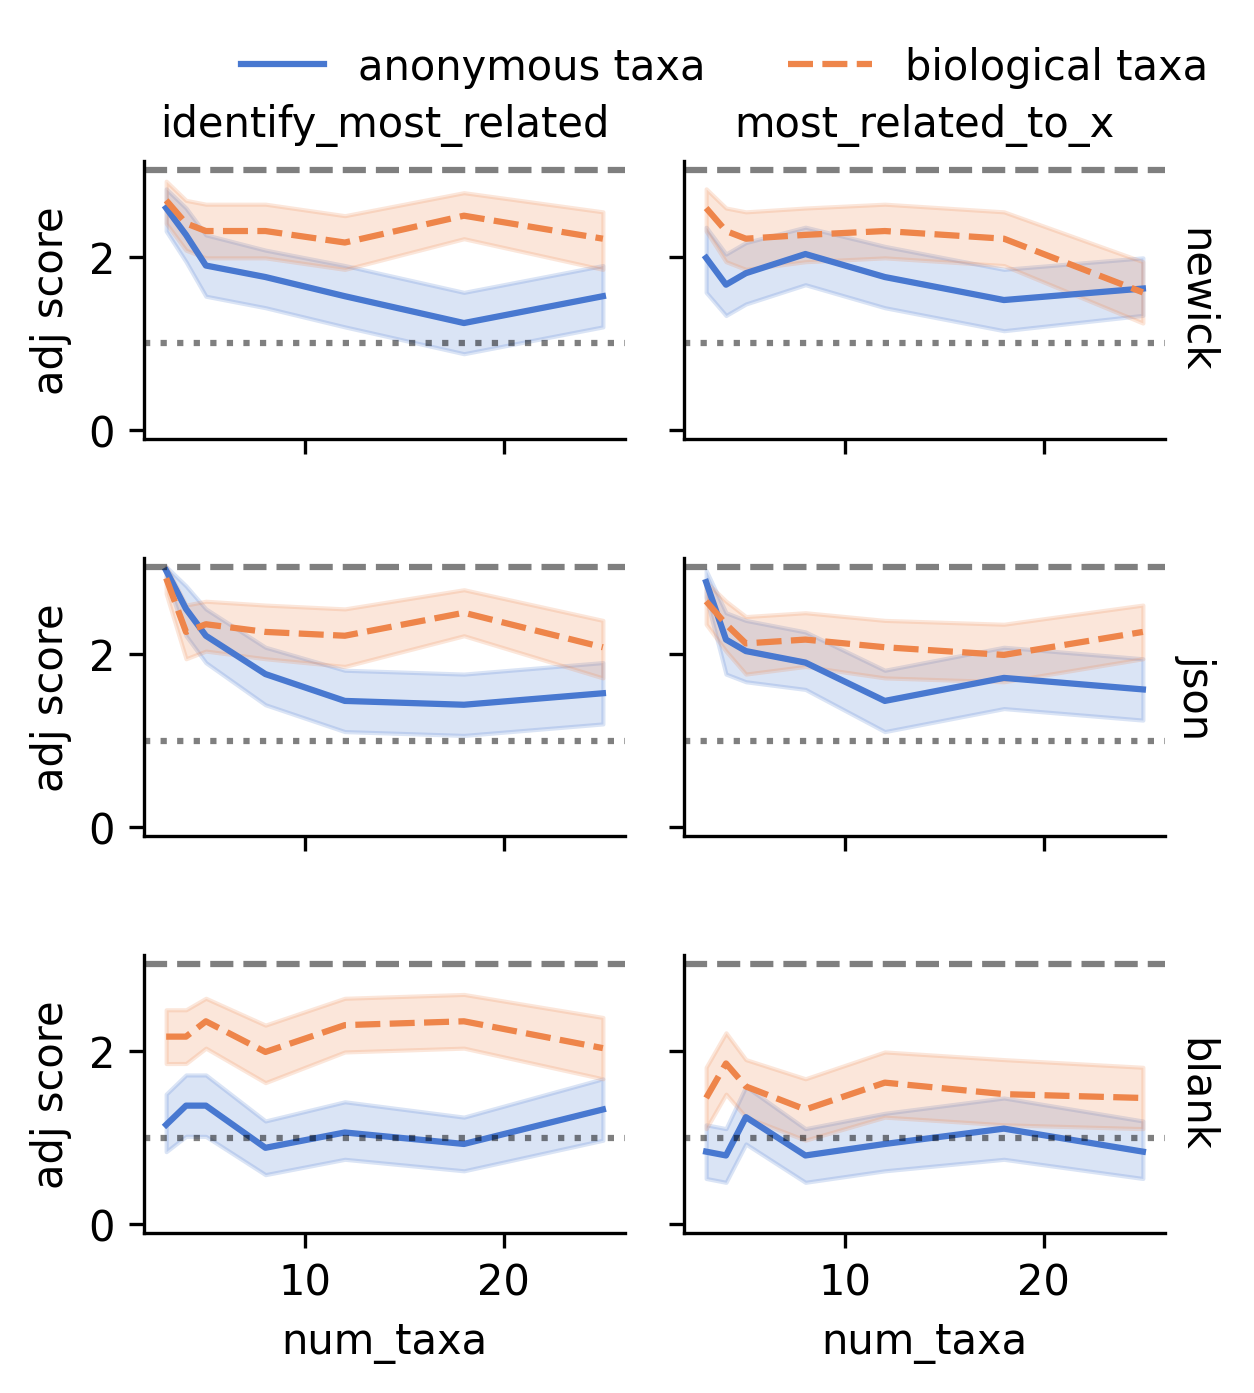 anonymous taxa
biological taxa
identify_most_related
most_related_to_x
adj score
2
0
newick
adj score
2
0
json
adj score
2
0
blank
10
20
10
20
num_taxa
num_taxa